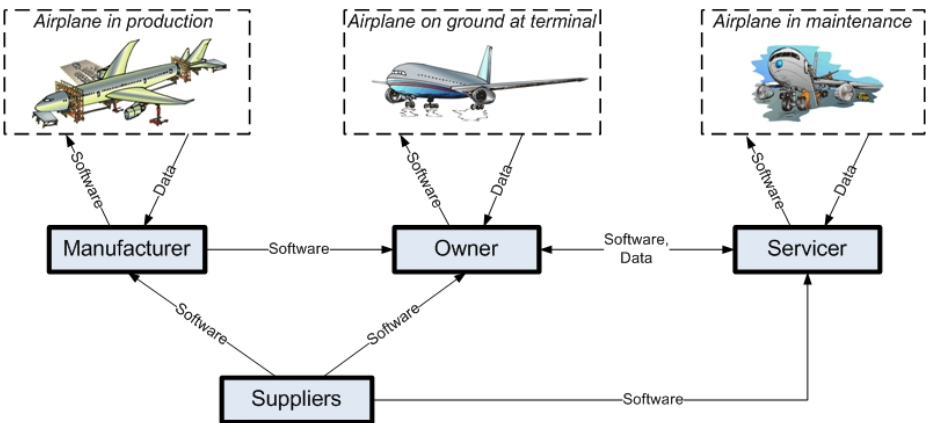 Airplane in production
Airplane on ground at terminal
Airplane in maintenance
Software
Data
Software
Data
Software
Data
Manufacturer
Software
Owner
Software,
Data
Servicer
Software
Software
Suppliers
Software